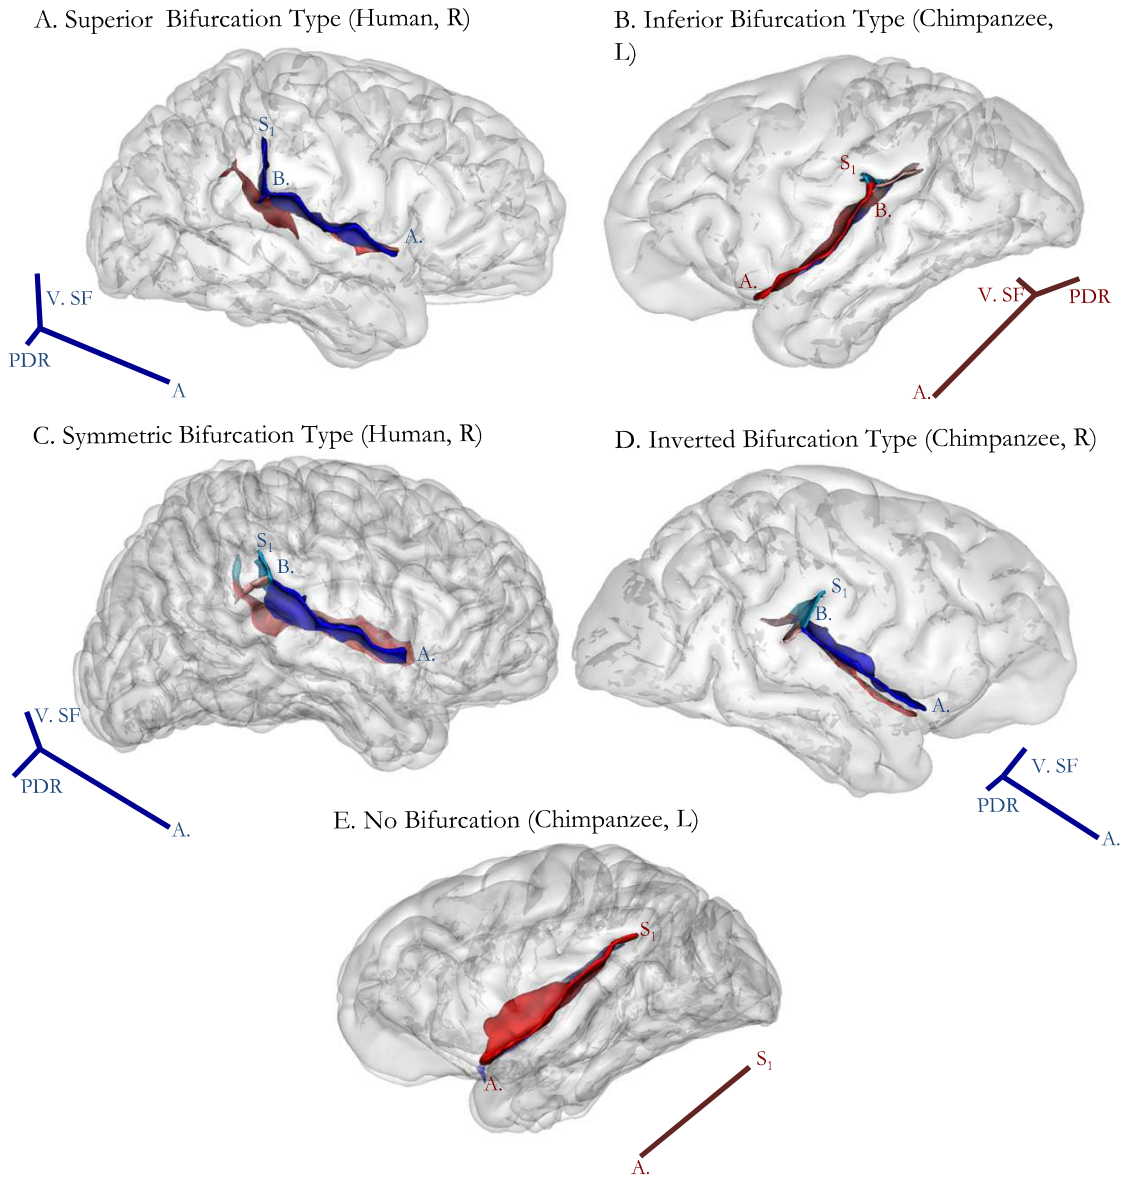 A. Superior  Bifurcation Type (Human, R)
B. Inferior Bifurcation Type (Chimpanzee,
L)
S1
B.
A.
V. SF
PDR
A
S1
B.
A.
V. SF
PDR
A.
C. Symmetric Bifurcation Type (Human, R)
D. Inverted Bifurcation Type (Chimpanzee, R)
S1
B.
A.
V. SF
PDR
A.
S1
B.
A.
V. SF
PDR
A.
E. No Bifurcation (Chimpanzee, L)
S1
A.
S1
A.